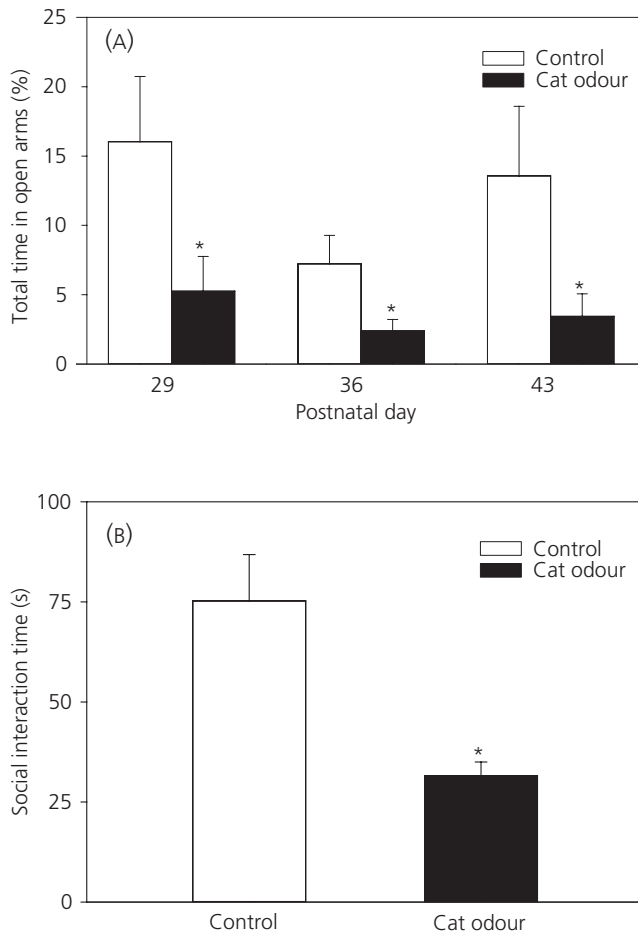 (A)
Control
Cat odour
Total time in open arms (%)
25
20
15
10
5
0
*
*
*
29 36 43
Postnatal day
(B)
Control
Cat odour
Social interaction time (s)
100
75
50
25
0
*
Control Cat odour